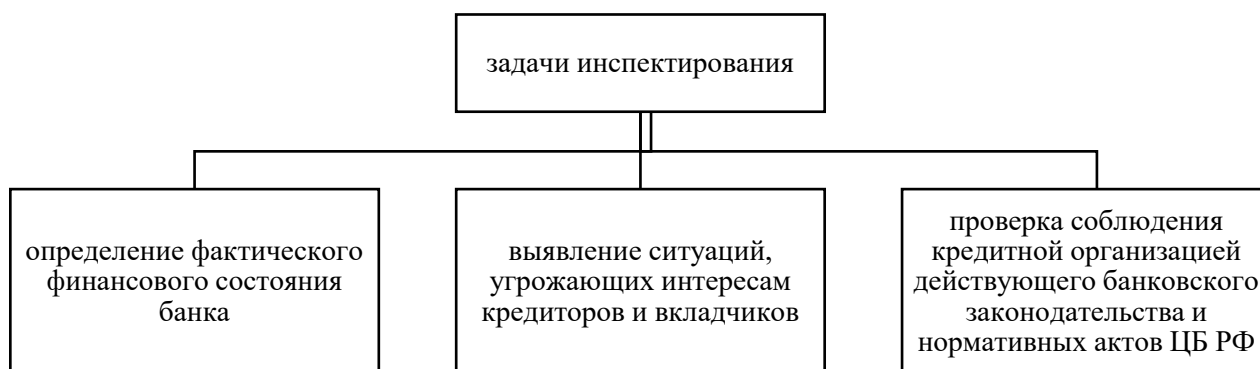 задачи инспектирования
определение фактического
финансового состояния
банка
выявление ситуаций,
угрожающих интересам
кредиторов и вкладчиков
проверка соблюдения
кредитной организацией
действующего банковского
законодательства и
нормативных актов ЦБ РФ